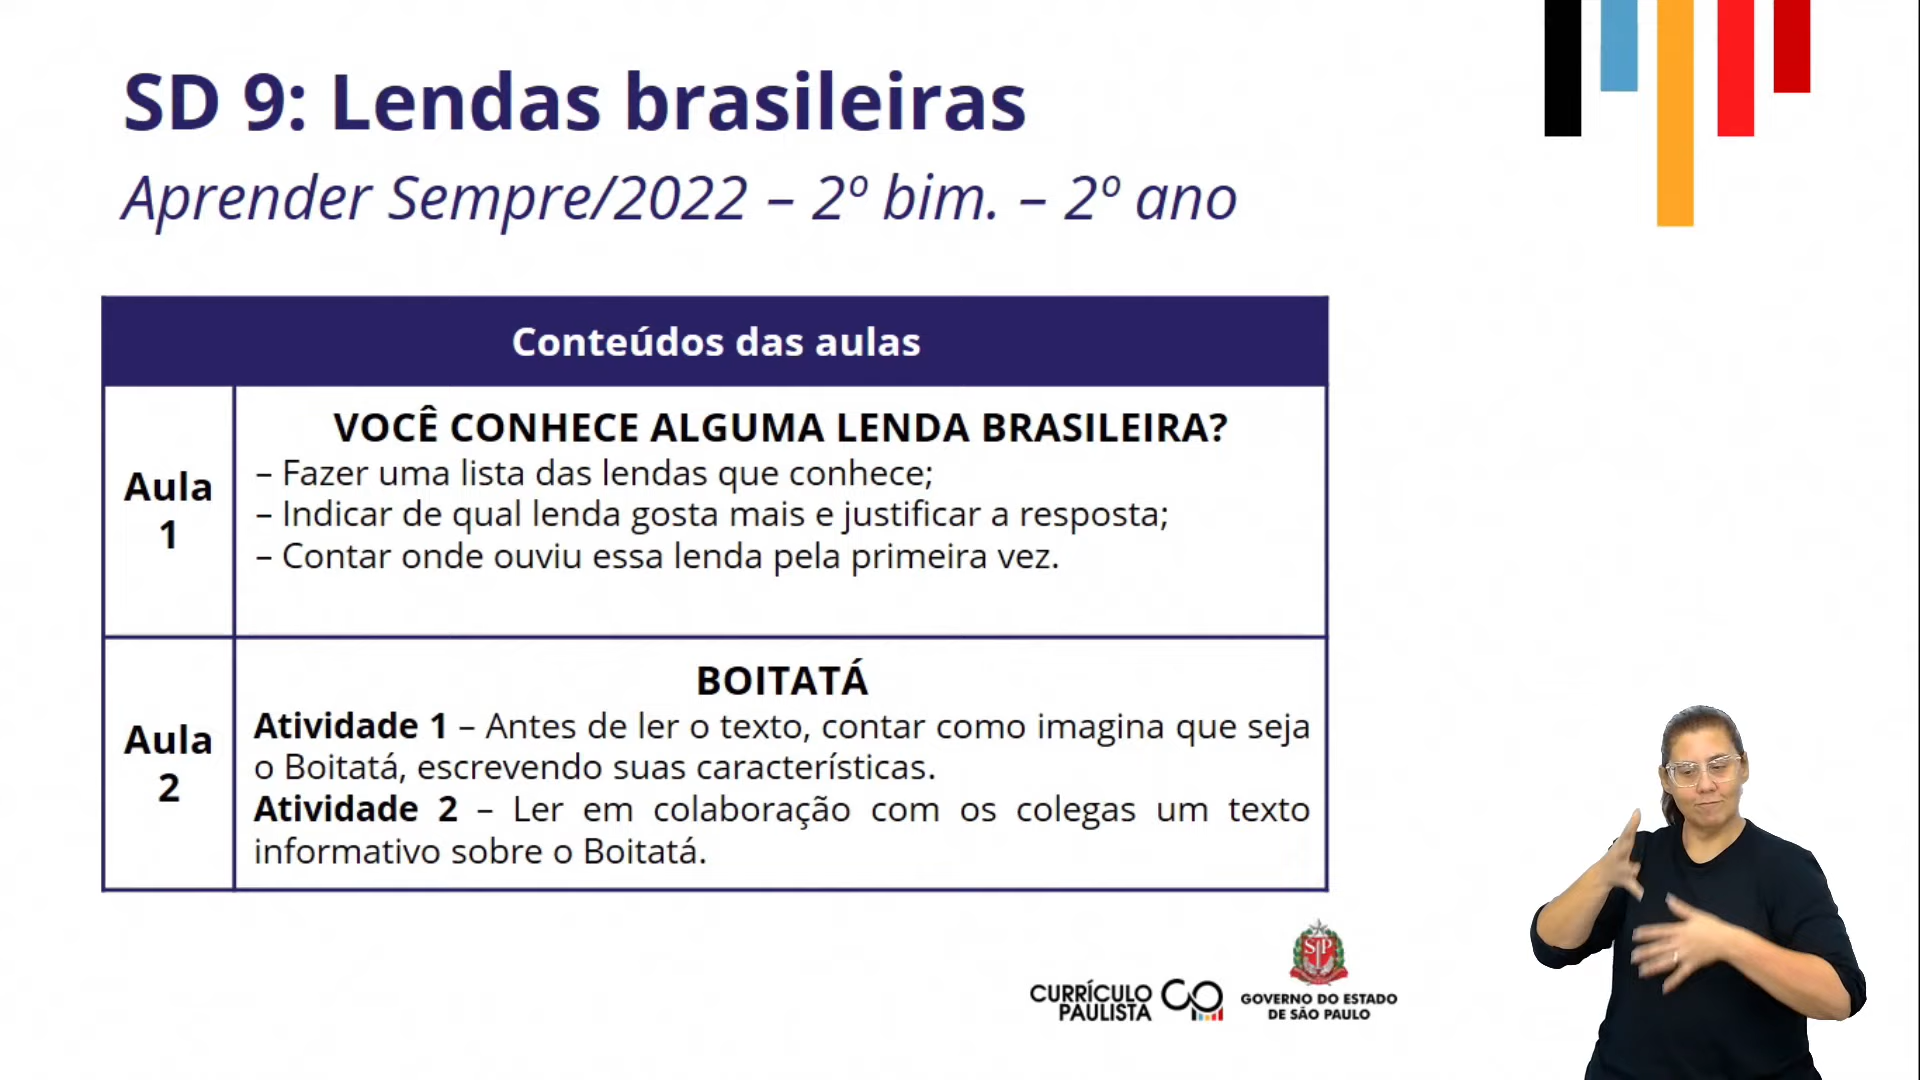 SD 9: Lendas brasileiras
Aprender Sempre/2022 – 2º bim. – 2º ano
Conteúdos das aulas
Aula
1
VOCÊ CONHECE ALGUMA LENDA BRASILEIRA?
– Fazer uma lista das lendas que conhece;
– Indicar de qual lenda gosta mais e justificar a resposta;
– Contar onde ouviu essa lenda pela primeira vez.
Aula
2
BOITATÁ
Atividade 1 – Antes de ler o texto, contar como imagina que seja
o Boitatá, escrevendo suas características.
Atividade 2 – Ler em colaboração com os colegas um texto
informativo sobre o Boitatá.
CURRÍCULO
PAULISTA
SP
GOVERNO DO ESTADO
DE SÃO PAULO